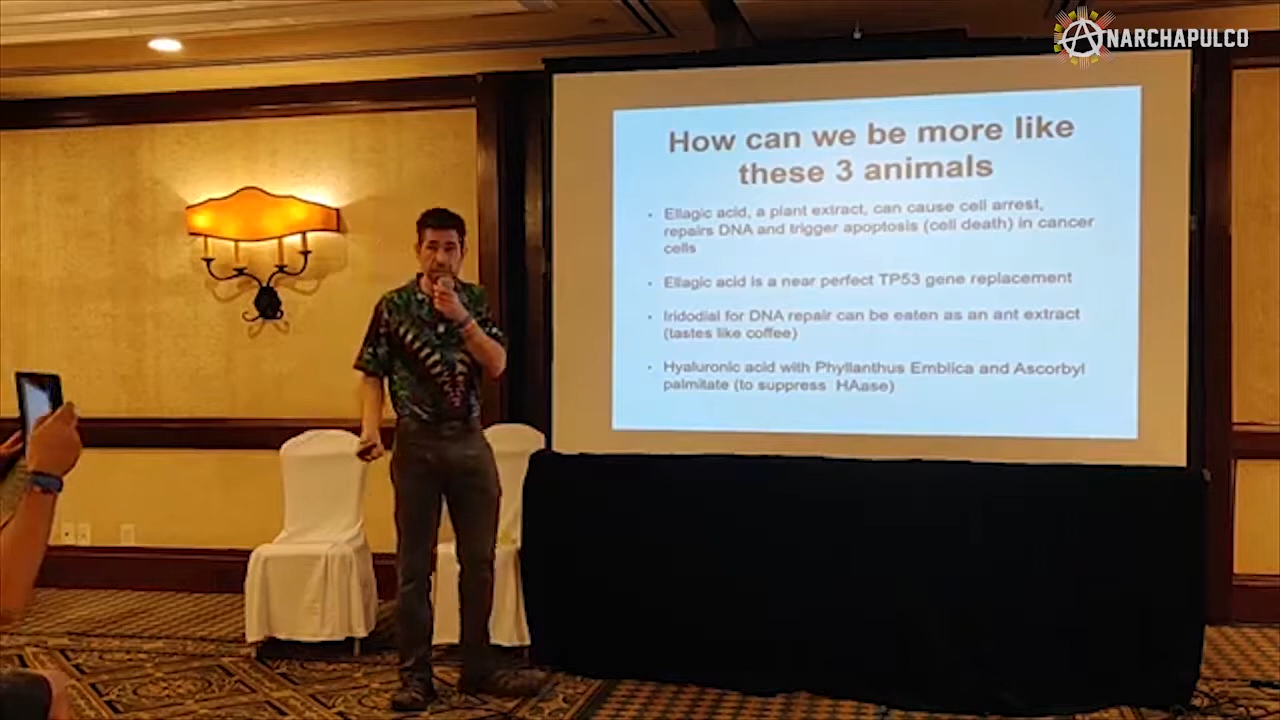 ANARCHAPULCO
How can we be more like
these 3 animals
• Ellagic acid, a plant extract, can cause cell arrest,
repairs DNA and trigger apoptosis (cell death) in cancer
cells
• Ellagic acid is a near perfect TP53 gene replacement
• Iridodial for DNA repair can be eaten as an ant extract
(tastes like coffee)
• Hyaluronic acid with Phyllanthus Emblica and Ascorbyl
palmitate (to suppress HAase)